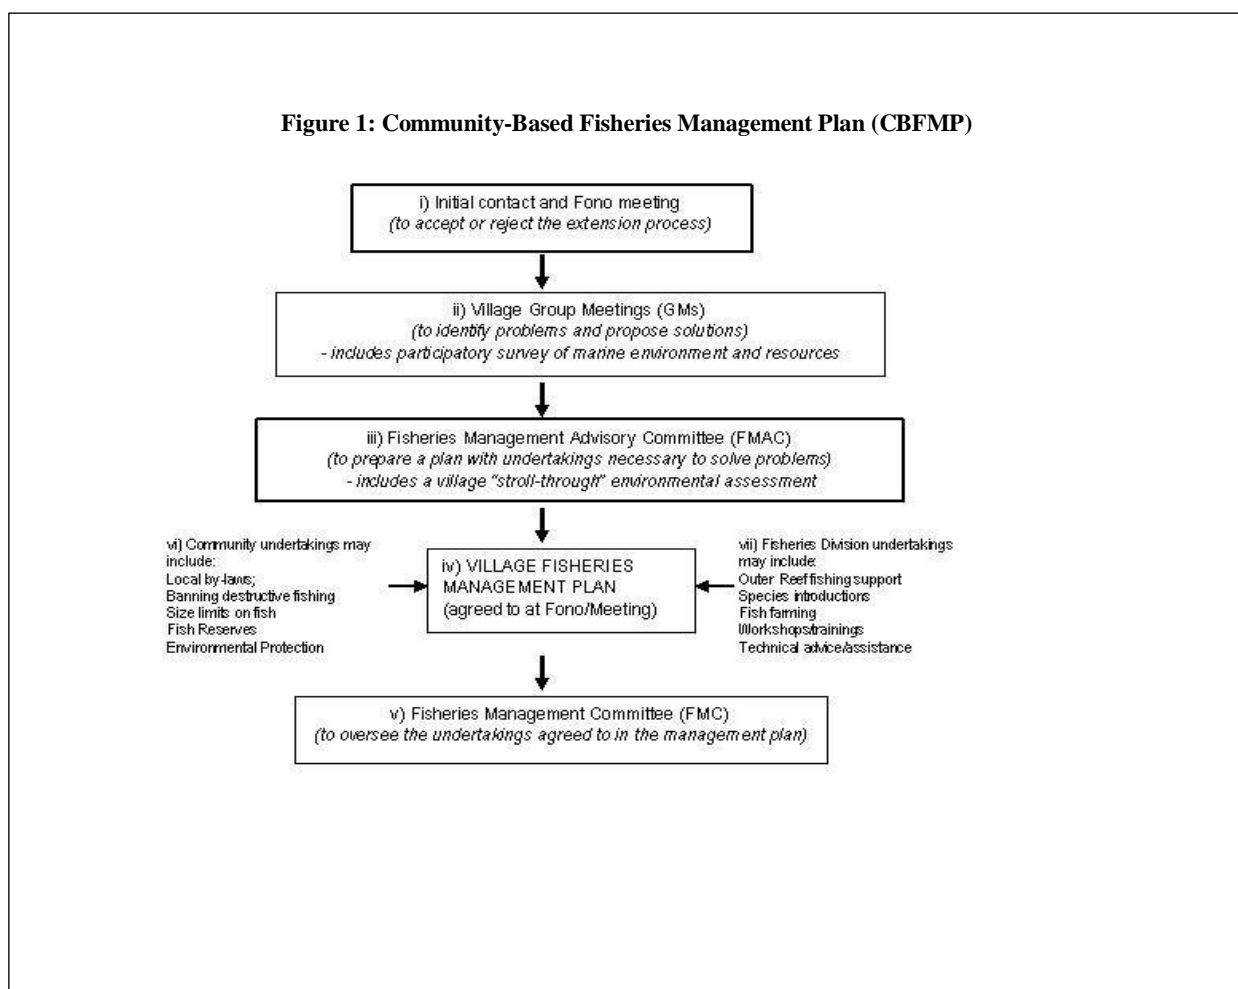 Figure 1: Community-Based Fisheries Management Plan (CBFMP)
i) Initial contact and Fono meeting
(to accept or reject the extension process)
ii) Village Group Meetings (GMs)
(to identify problems and propose solutions)
- includes participatory survey of marine environment and resources
iii) Fisheries Management Advisory Committee (FMAC)
(to prepare a plan with undertakings necessary to solve problems)
- includes a village "stroll-through" environmental assessment
vi) Community undertakings may
include:
Local by-laws;
Banning destructive fishing
Size limits on fish
Fish Reserves
Environmental Protection
iv) VILLAGE FISHERIES
MANAGEMENT PLAN
(agreed to at Fono/Meeting)
vii) Fisheries Division undertakings
may include:
Outer Reef fishing support
Species introductions
Fish farming
Workshops/trainings
Technical advice/assistance
v) Fisheries Management Committee (FMC)
(to oversee the undertakings agreed to in the management plan)